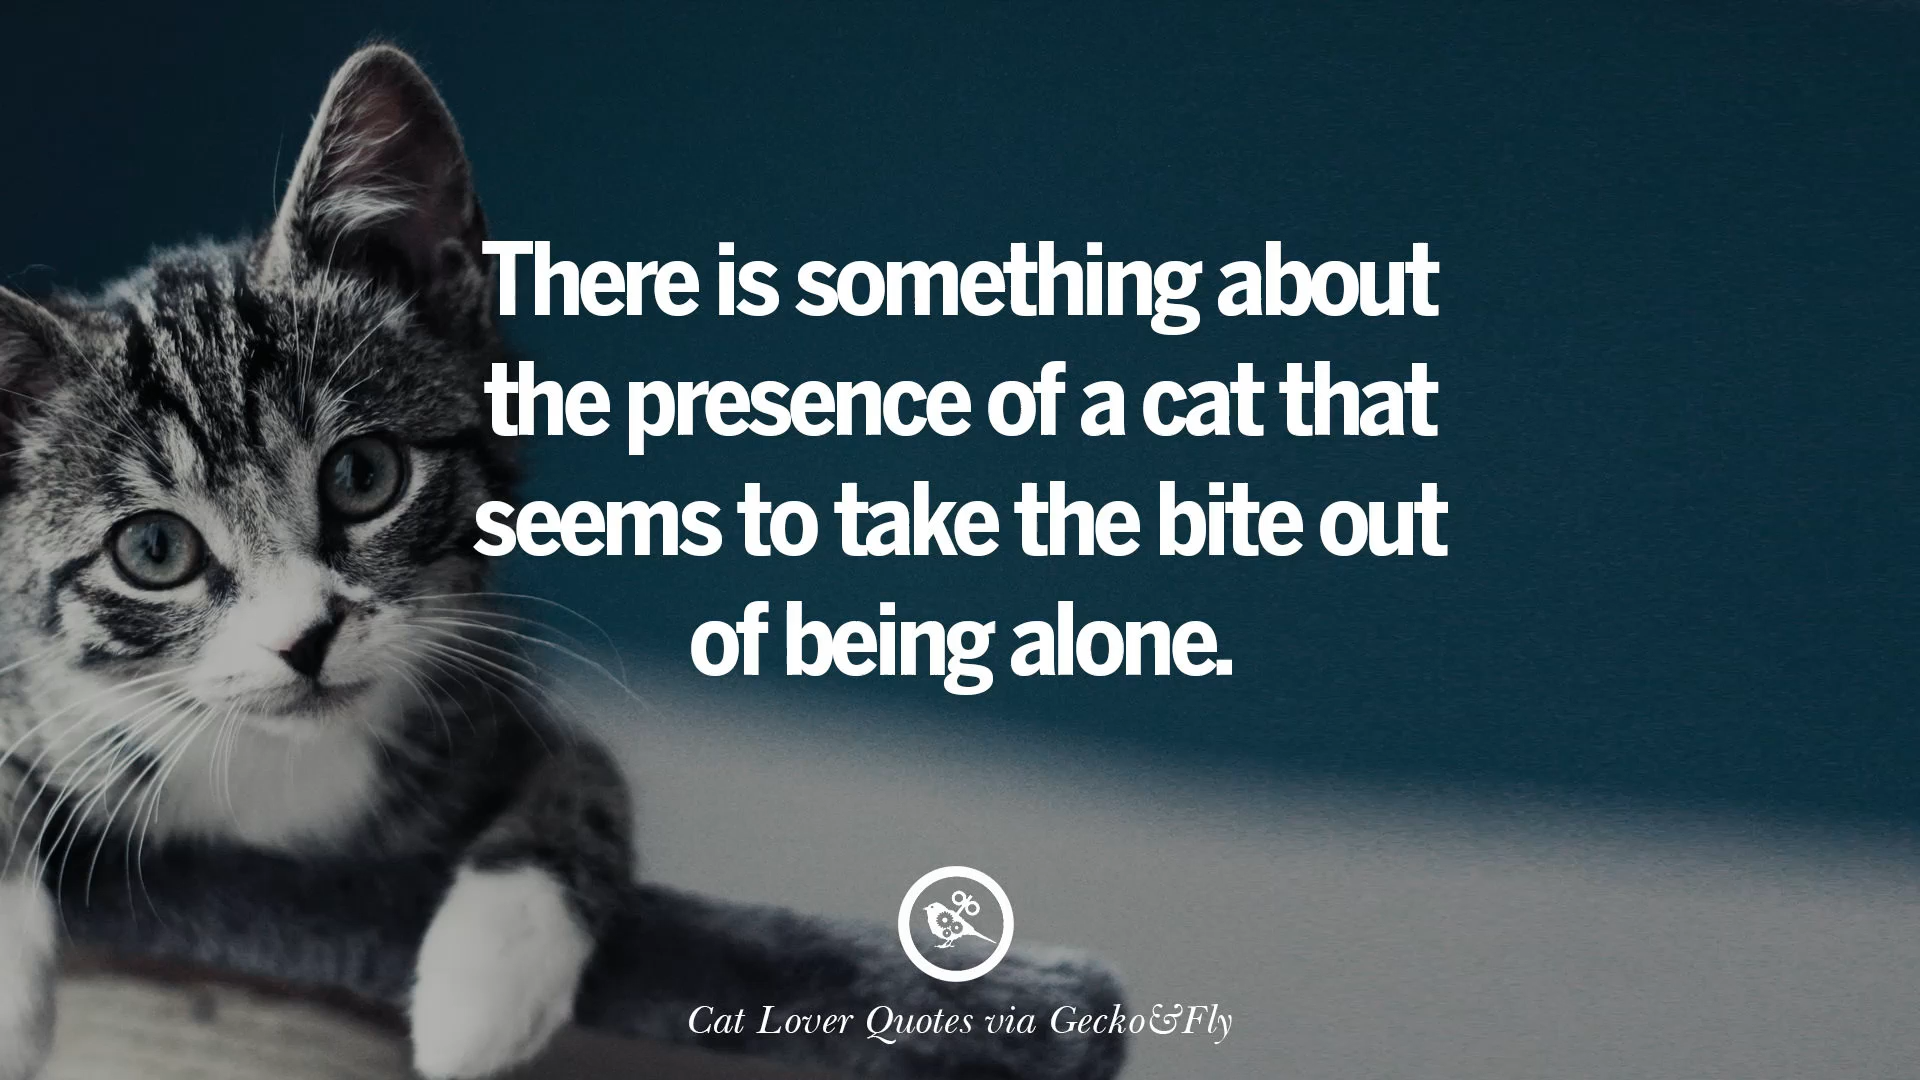 There is something about
the presence of a cat that
seems to take the bite out
of being alone.
Cat Lover Quotes via Gecko&Fly